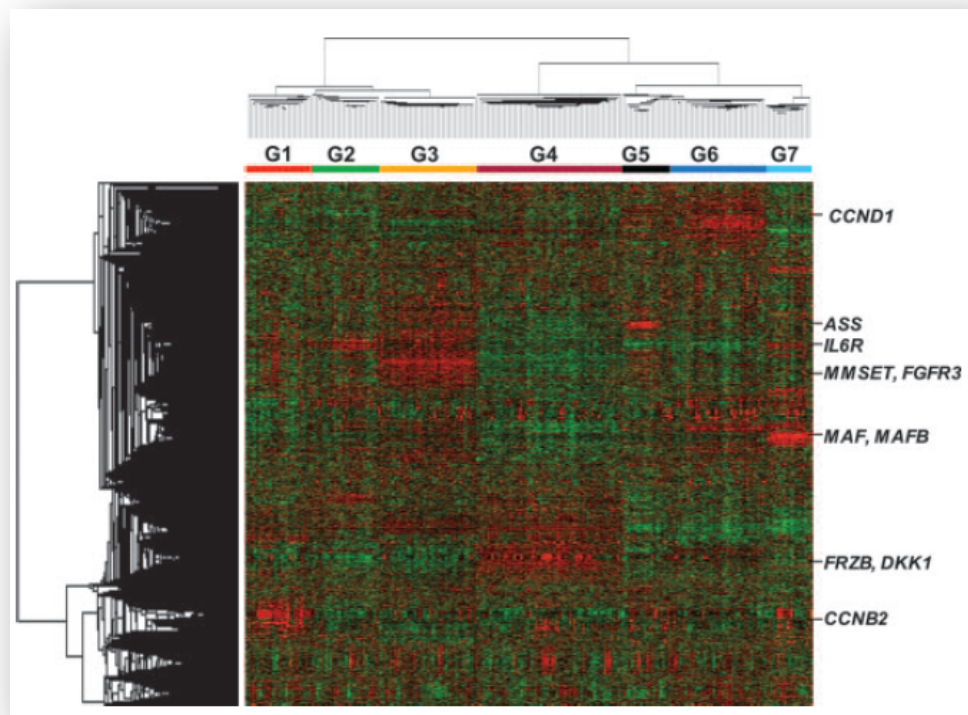 G1 G2 G3 G4 G5 G6 G7
CCND1
ASS
IL6R
MMSET, FGFR3
MAF, MAFB
FRZB, DKK1
CCNB2